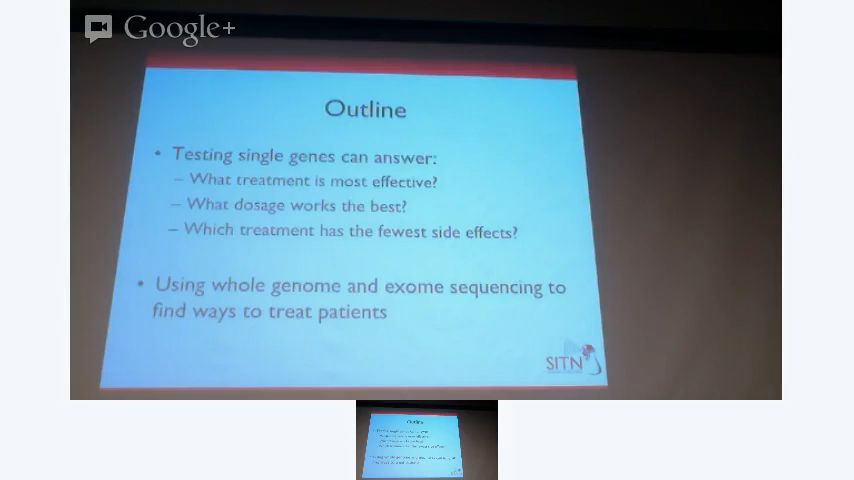 Google+
Outline
• Testing single genes can answer:
– What treatment is most effective?
– What dosage works the best?
– Which treatment has the fewest side effects?
• Using whole genome and exome sequencing to
find ways to treat patients
SITN
Outline